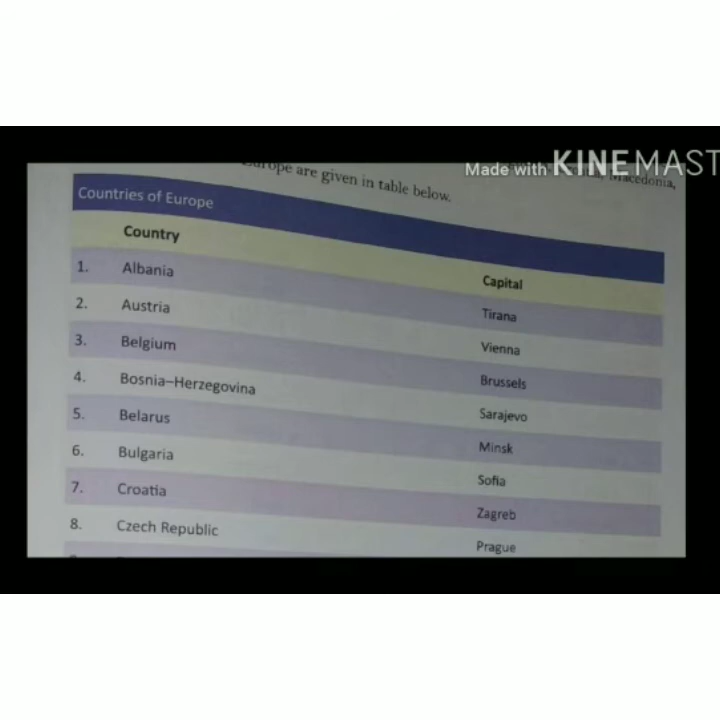 Europe are given in table below.
Macedonia,
Made with KINEMAST
Countries of Europe
Country Capital
1. Albania Tirana
2. Austria Vienna
3. Belgium Brussels
4. Bosnia–Herzegovina Sarajevo
5. Belarus Minsk
6. Bulgaria Sofia
7. Croatia Zagreb
8. Czech Republic Prague